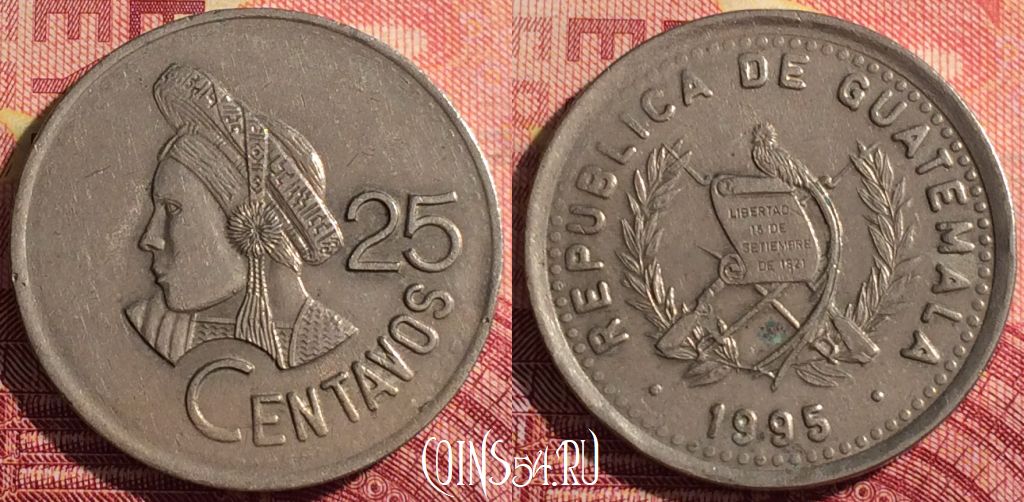 25
CENTAVOS
REPUBLICA DE GUATEMALA
LIBERTAD
15 DE
SETIEMBRE
DE 1821
1995
COINS54.RU